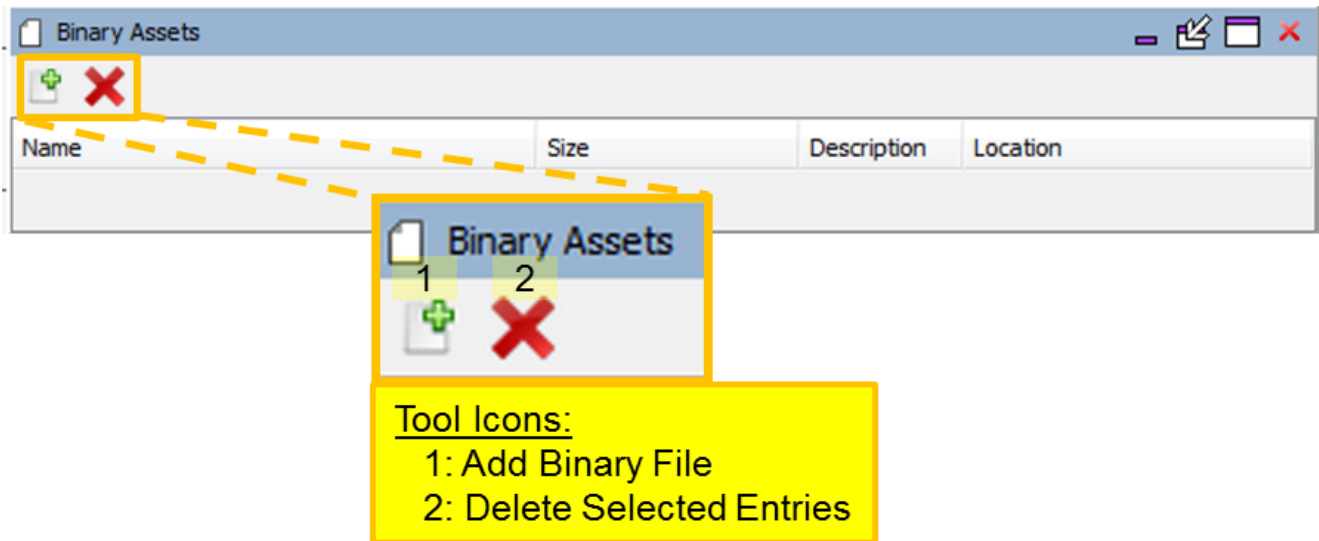 Binary Assets
Name Size Description Location
Binary Assets
1 2
Tool Icons:
1: Add Binary File
2: Delete Selected Entries